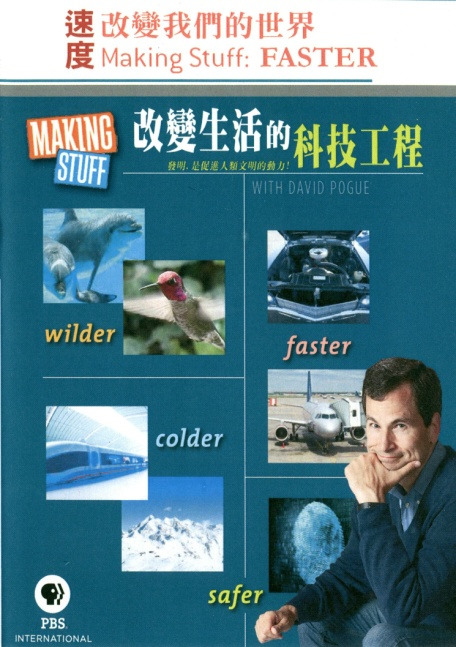 速度
改變我們的世界
Making Stuff: FASTER
MAKING
STUFF
改變生活的科技工程
發明, 是促進人類文明的動力!
WITH DAVID POGUE
wilder
faster
colder
safer
PBS.
INTERNATIONAL